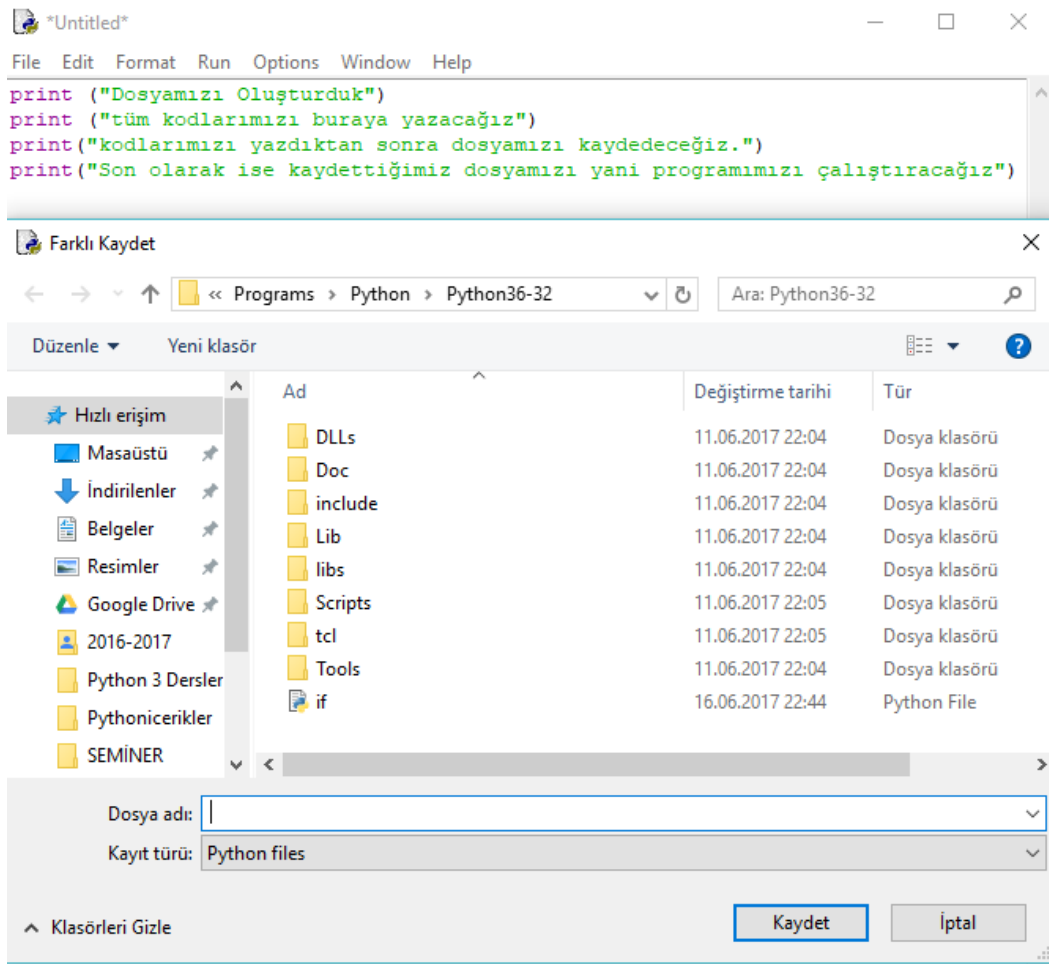 *Untitled*
File Edit Format Run Options Window Help
print ("Dosyamızı Oluşturduk")
print ("tüm kodlarımızı buraya yazacağız")
print("kodlarımızı yazdıktan sonra dosyamızı kaydedeceğiz.")
print("Son olarak ise kaydettiğimiz dosyamızı yani programımızı çalıştıracağız")
Farklı Kaydet
« Programs › Python › Python36-32
Ara: Python36-32
Düzenle
Yeni klasör
Ad Değiştirme tarihi Tür
Hızlı erişim
Masaüstü
İndirilenler
Belgeler
Resimler
Google Drive
2016-2017
Python 3 Dersler
Pythonicerikler
SEMİNER
DLLs 11.06.2017 22:04 Dosya klasörü
Doc 11.06.2017 22:04 Dosya klasörü
include 11.06.2017 22:04 Dosya klasörü
Lib 11.06.2017 22:04 Dosya klasörü
libs 11.06.2017 22:04 Dosya klasörü
Scripts 11.06.2017 22:05 Dosya klasörü
tcl 11.06.2017 22:05 Dosya klasörü
Tools 11.06.2017 22:04 Dosya klasörü
if 16.06.2017 22:44 Python File
Dosya adı:
Kayıt türü: Python files
Klasörleri Gizle
Kaydet
İptal